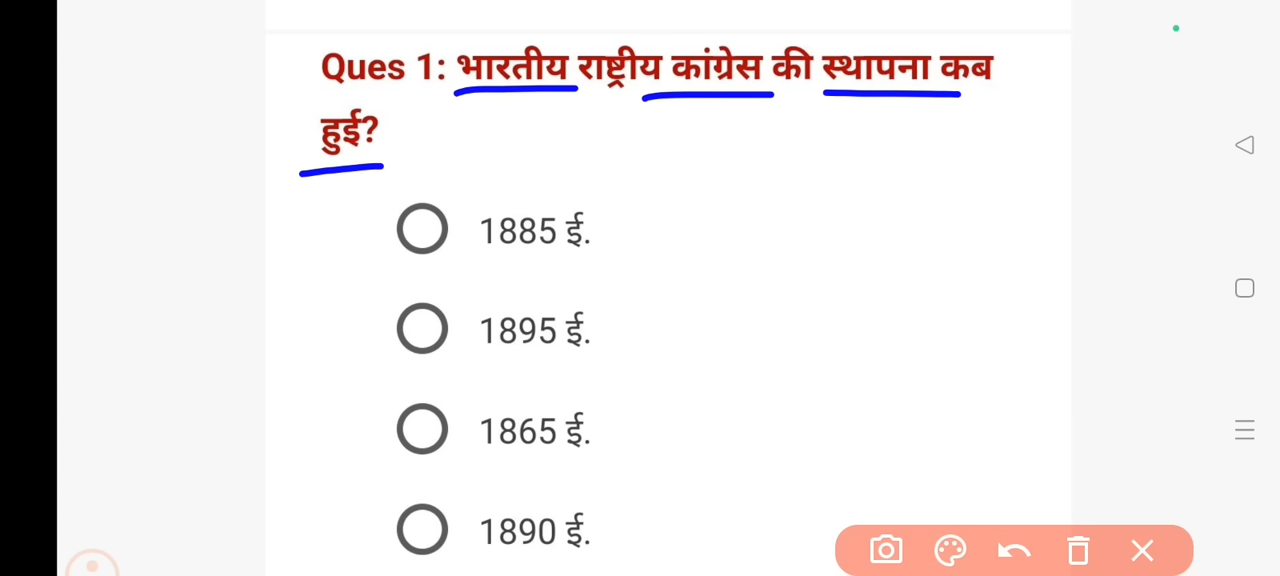 Ques 1: भारतीय राष्ट्रीय कांग्रेस की स्थापना कब
हुई?
1885 ई.
1895 ई.
1865 ई.
1890 ई.